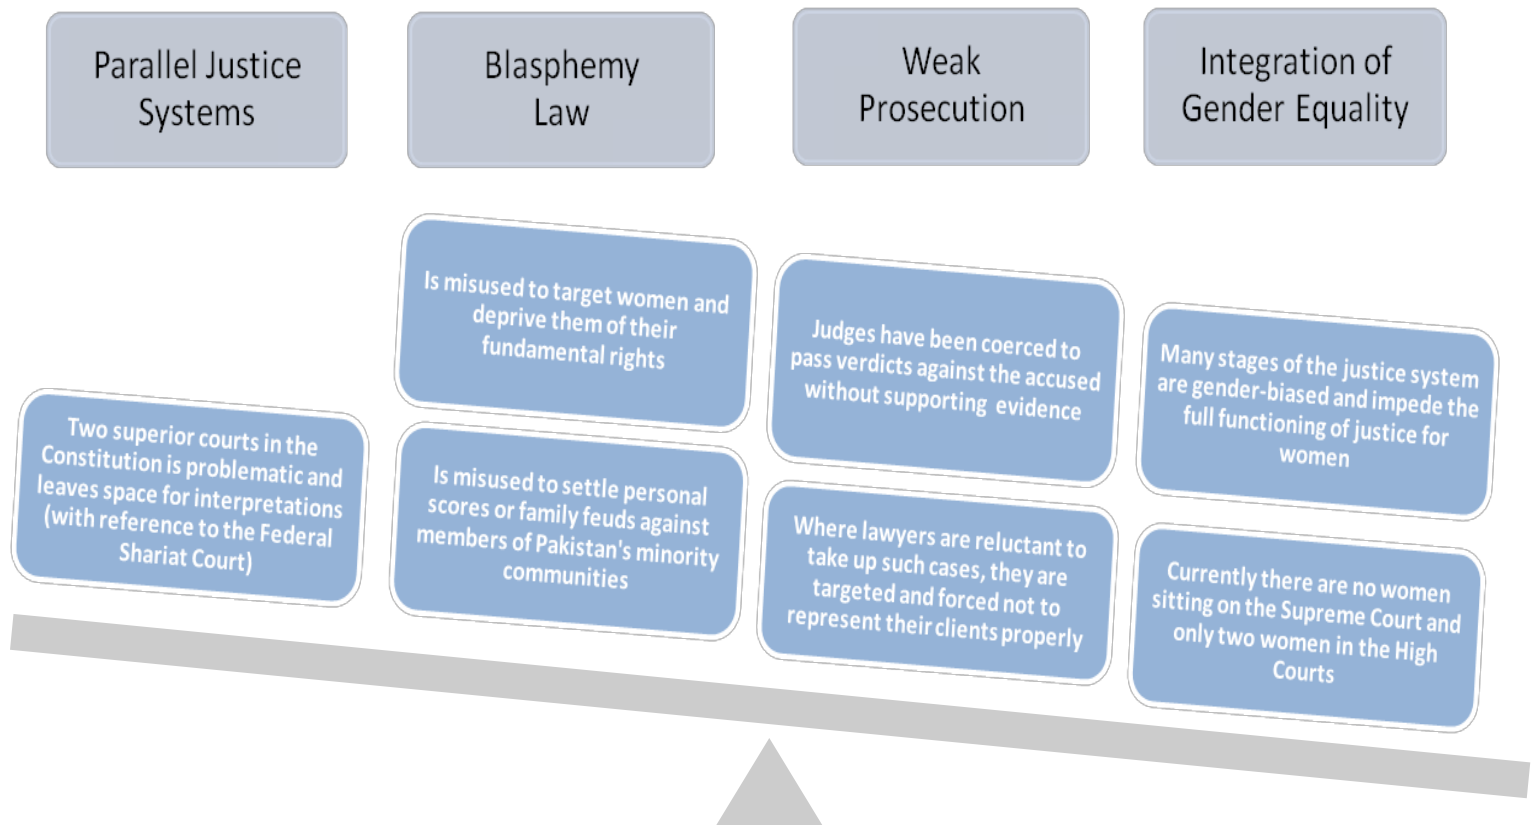 Parallel Justice
Systems
Blasphemy
Law
Weak
Prosecution
Integration of
Gender Equality
Two superior courts in the
Constitution is problematic and
leaves space for interpretations
(with reference to the Federal
Shariat Court)
Is misused to target women and
deprive them of their
fundamental rights
Is misused to settle personal
scores or family feuds against
members of Pakistan's minority
communities
Judges have been coerced to
pass verdicts against the accused
without supporting evidence
Where lawyers are reluctant to
take up such cases, they are
targeted and forced not to
represent their clients properly
Many stages of the justice system
are gender-biased and impede the
full functioning of justice for
women
Currently there are no women
sitting on the Supreme Court and
only two women in the High
Courts